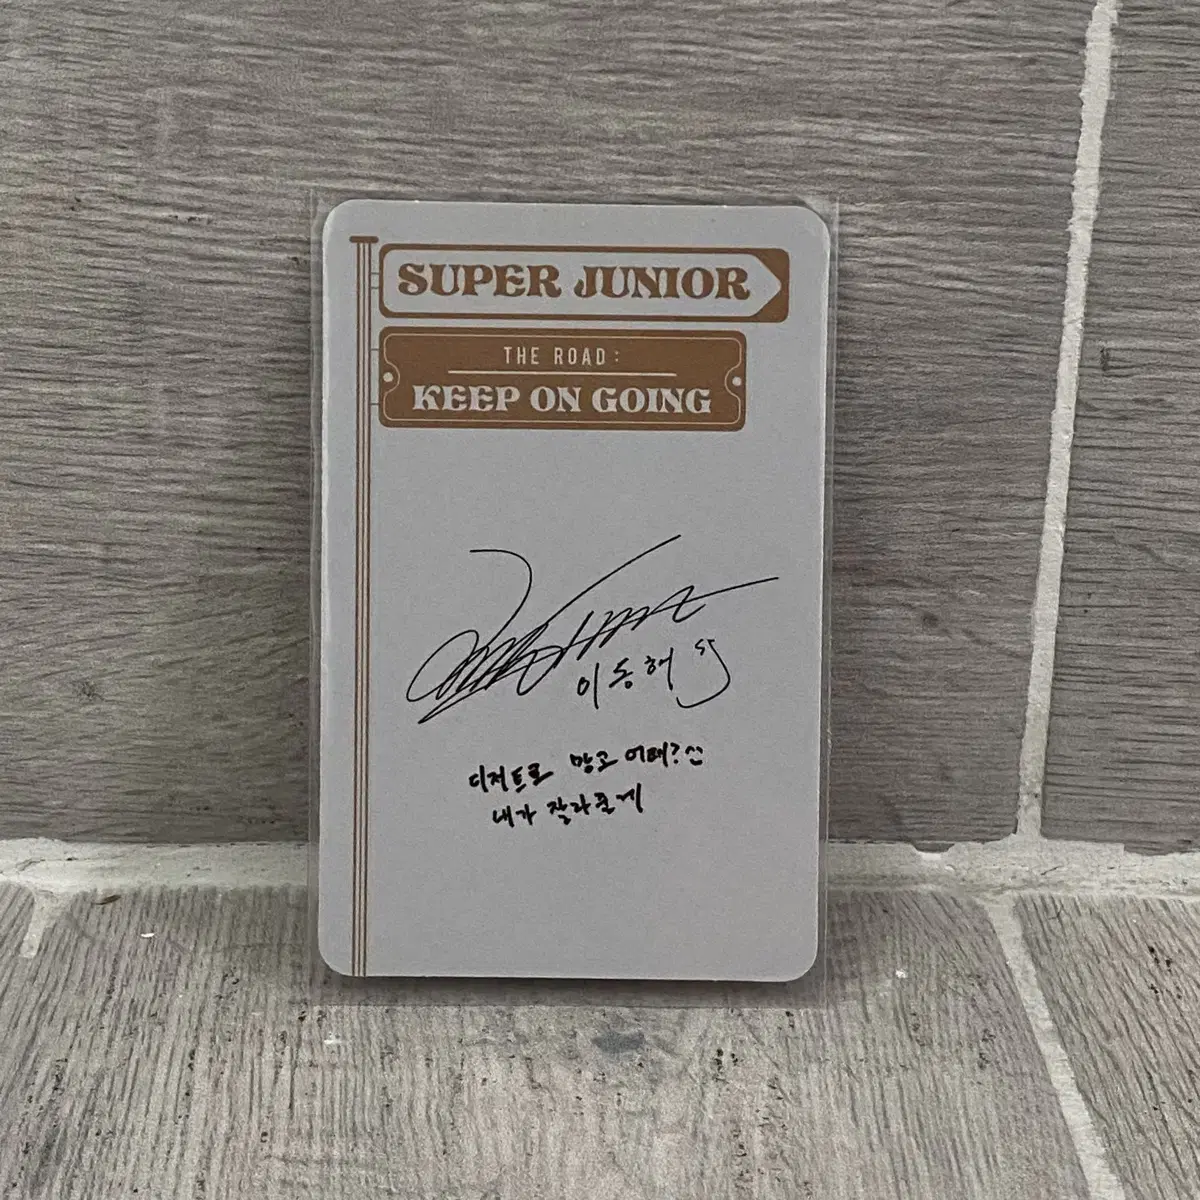 SUPER JUNIOR
THE ROAD :
KEEP ON GOING
이동해
디저트로 망고 어때?^^
내가 잘라줄게